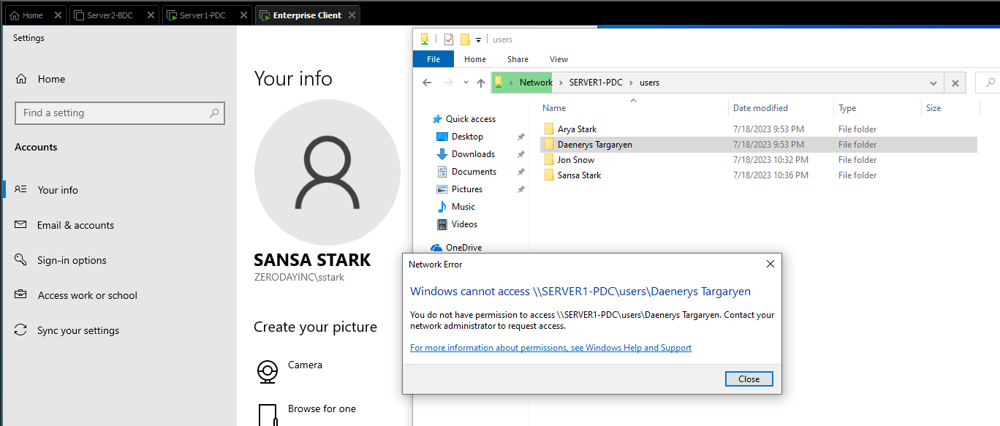 Home
Server2-BDC
Server1-PDC
Enterprise Client
Settings
Home
Find a setting
Accounts
Your info
Email & accounts
Sign-in options
Access work or school
Sync your settings
Your info
SANSA STARK
ZERODAYINC\sstark
Create your picture
Camera
Browse for one
users
File Home Share View
Network SERVER1-PDC users
Quick access
Desktop
Downloads
Documents
Pictures
Music
Videos
OneDrive
Name Date modified Type Size
Arya Stark 7/18/2023 9:53 PM File folder
Daenerys Targaryen 7/18/2023 9:53 PM File folder
Jon Snow 7/18/2023 10:32 PM File folder
Sansa Stark 7/18/2023 10:36 PM File folder
Network Error
Windows cannot access \\SERVER1-PDC\users\Daenerys Targaryen
You do not have permission to access \\SERVER1-PDC\users\Daenerys Targaryen. Contact your
network administrator to request access.
For more information about permissions, see Windows Help and Support
Close